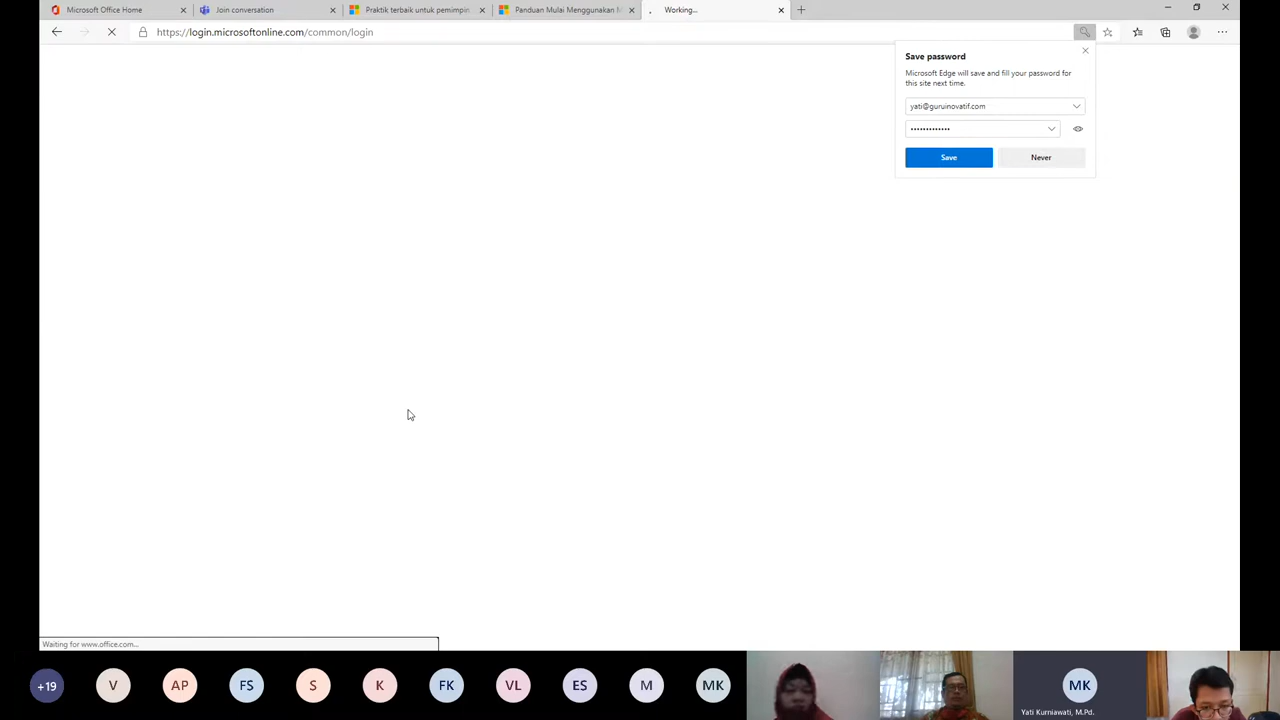 Microsoft Office Home
Join conversation
Praktik terbaik untuk pemimpin
Panduan Mulai Menggunakan M
Working...
https://login.microsoftonline.com/common/login
Save password
Microsoft Edge will save and fill your password for
this site next time.
yati@guruinovatif.com
•••••••••••••
Save
Never
Waiting for www.office.com...
+19
V
AP
FS
S
K
FK
VL
ES
M
MK
MK
Yati Kurniawati, M.Pd.